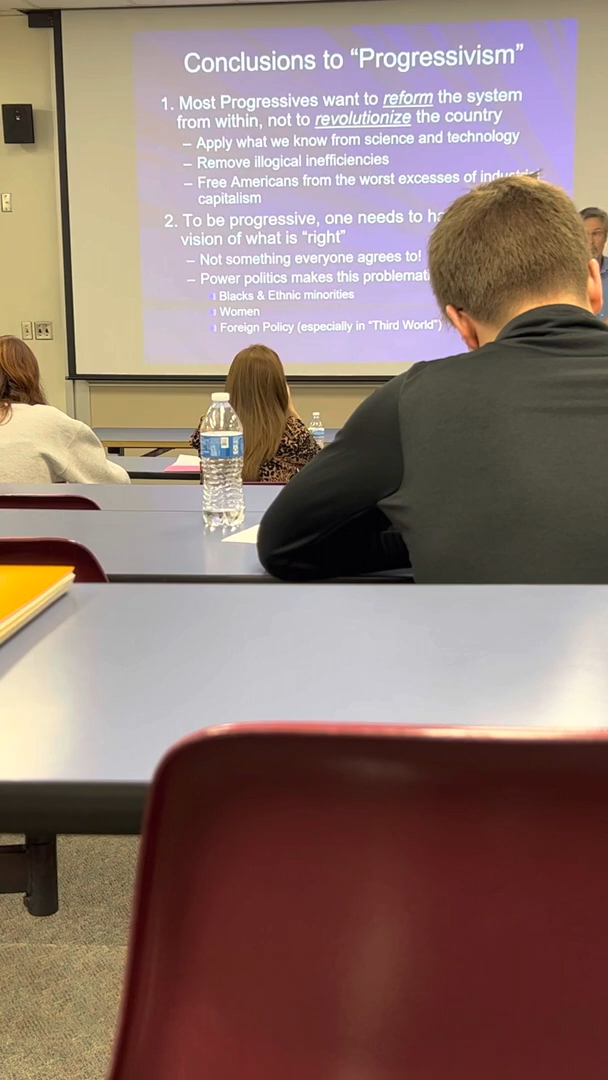 Conclusions to “Progressivism”
1. Most Progressives want to reform the system
from within, not to revolutionize the country
– Apply what we know from science and technology
– Remove illogical inefficiencies
– Free Americans from the worst excesses of industrial
capitalism
2. To be progressive, one needs to
vision of what is “right”
– Not something everyone agrees to!
– Power politics makes this
Blacks & Ethnic minorities
Women
Foreign Policy (especially in “Third World”)